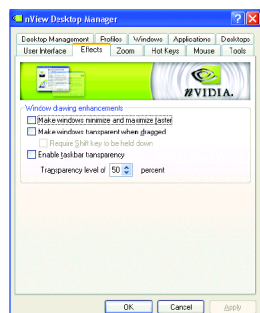 nView Desktop Manager
Desktop Management Profiles Windows Applications Desktops
User Interface Effects Zoom Hot Keys Mouse Tools
NVIDIA.
Window drawing enhancements
Make windows minimize and maximize faster
Make windows transparent when dragged
Require Shift key to be held down
Enable taskbar transparency
Transparency level of 50 percent
OK Cancel Apply